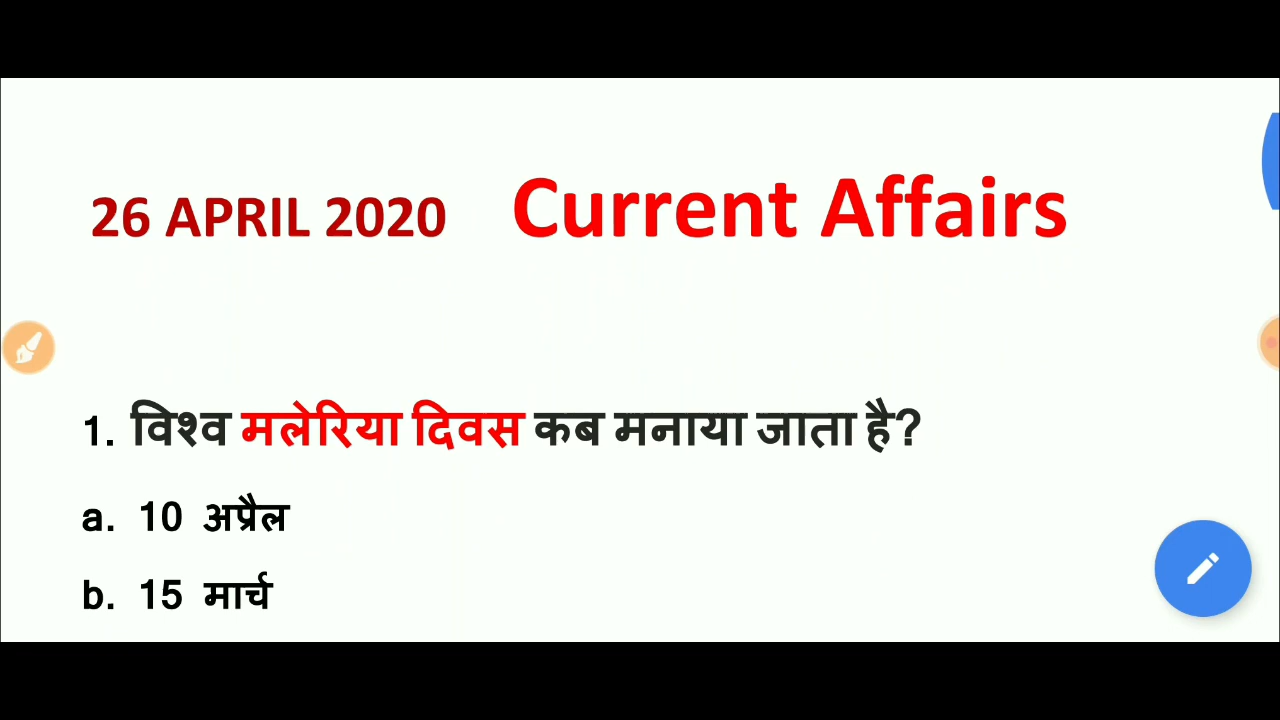 26 APRIL 2020 Current Affairs
1. विश्व मलेरिया दिवस कब मनाया जाता है?
a. 10 अप्रैल
b. 15 मार्च